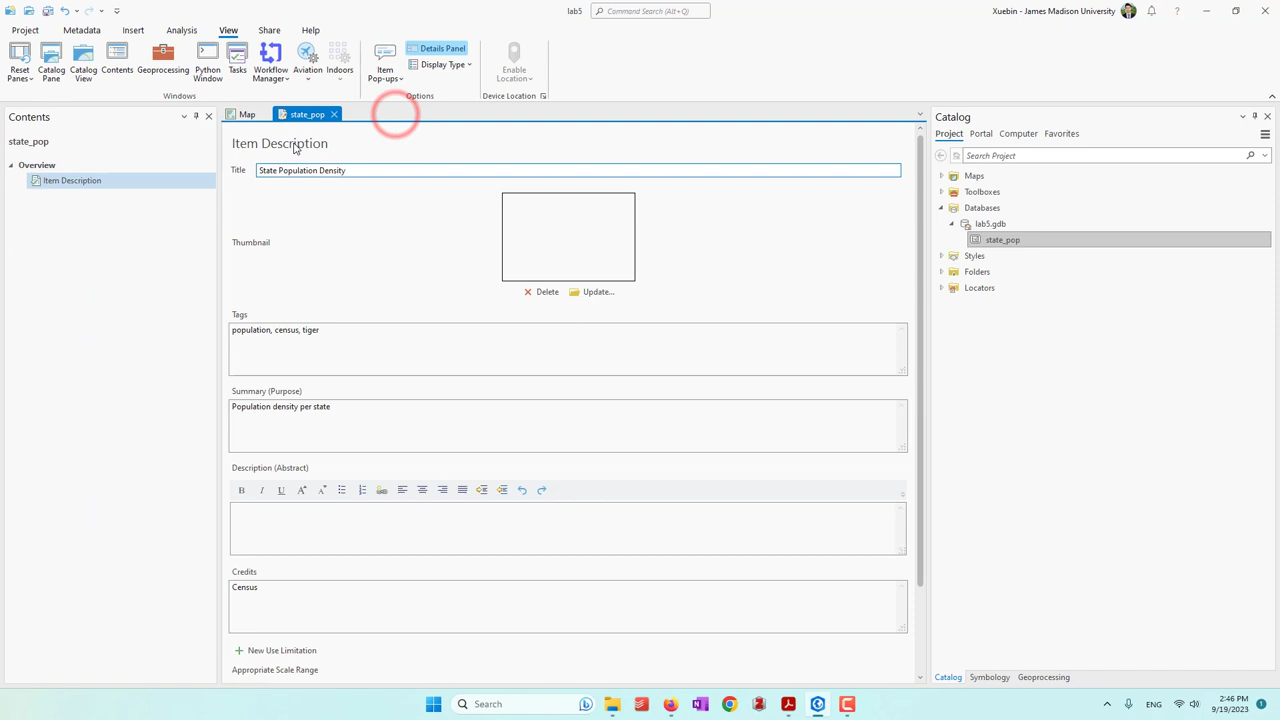 lab5
Command Search (Alt+Q)
Xuebin - James Madison University
Project
Metadata
Insert
Analysis
View
Share
Help
Reset Panes
Catalog Pane
Catalog View
Contents
Geoprocessing
Python Window
Tasks
Workflow Manager
Aviation
Indoors
Item Pop-ups
Details Panel
Display Type
Enable Location
Windows
Options
Device Location
Contents
state_pop
Overview
Item Description
Map
state_pop
Item Description
Title
State Population Density
Thumbnail
Delete
Update...
Tags
population, census, tiger
Summary (Purpose)
Population density per state
Description (Abstract)
B I U A A
Credits
Census
New Use Limitation
Appropriate Scale Range
Catalog
Project
Portal
Computer
Favorites
Search Project
Maps
Toolboxes
Databases
lab5.gdb
state_pop
Styles
Folders
Locators
Catalog
Symbology
Geoprocessing
Search
ENG
2:46 PM
9/19/2023